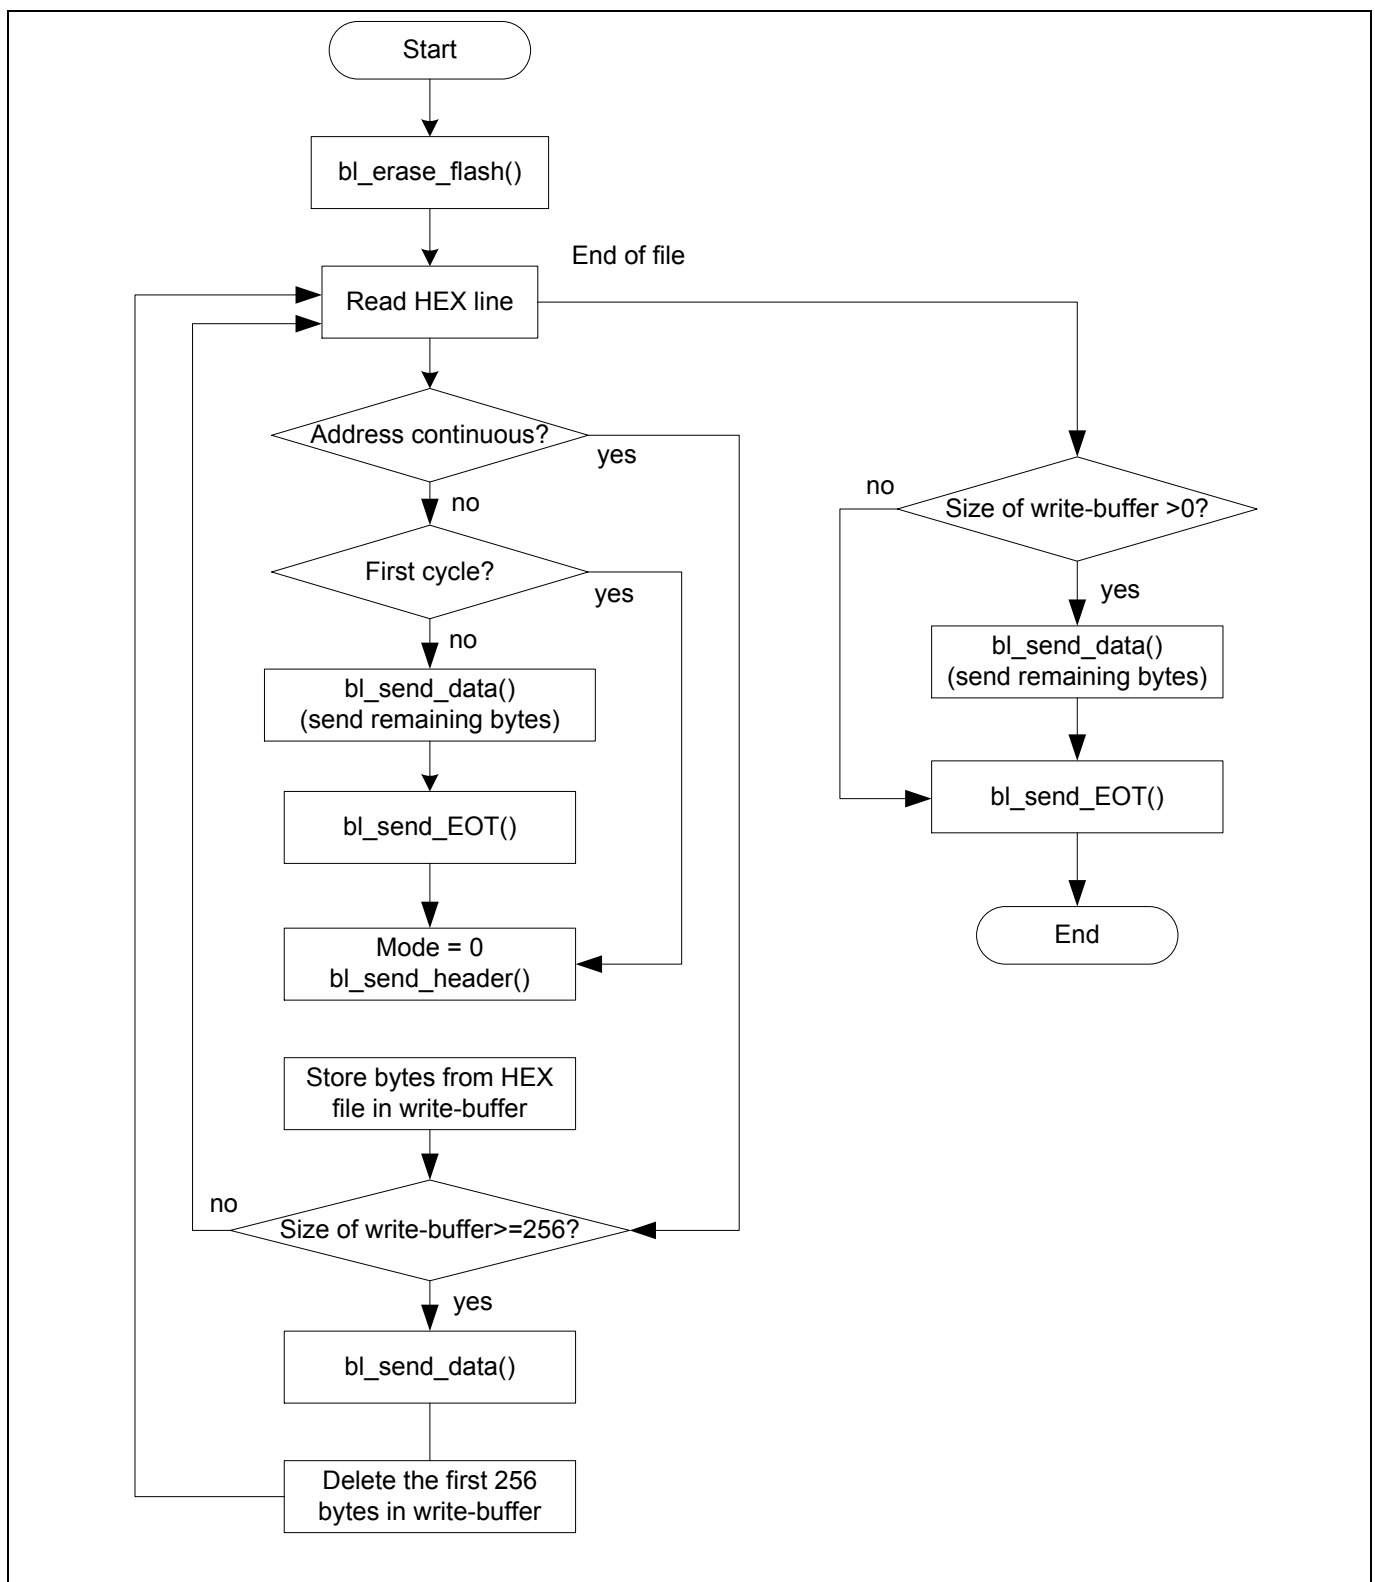 Start
bl_erase_flash()
End of file
Read HEX line
Address continuous?
yes
no
First cycle?
yes
no
bl_send_data()
(send remaining bytes)
bl_send_EOT()
Mode = 0
bl_send_header()
Store bytes from HEX
file in write-buffer
no
Size of write-buffer>=256?
yes
bl_send_data()
Delete the first 256
bytes in write-buffer
no
Size of write-buffer >0?
yes
bl_send_data()
(send remaining bytes)
bl_send_EOT()
End